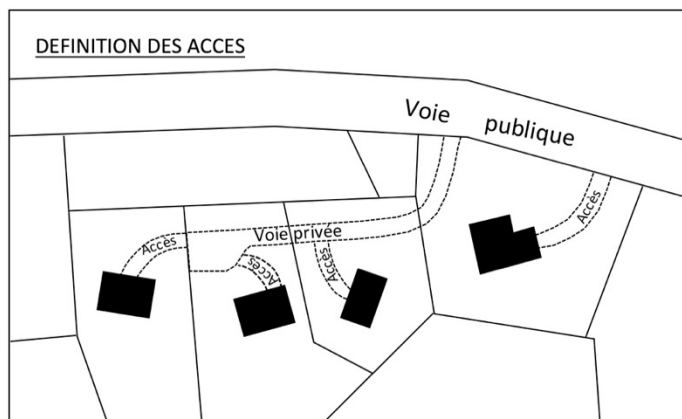 DEFINITION DES ACCES
Voie publique
Accès
Voie privée
Accès
Accès
Accès